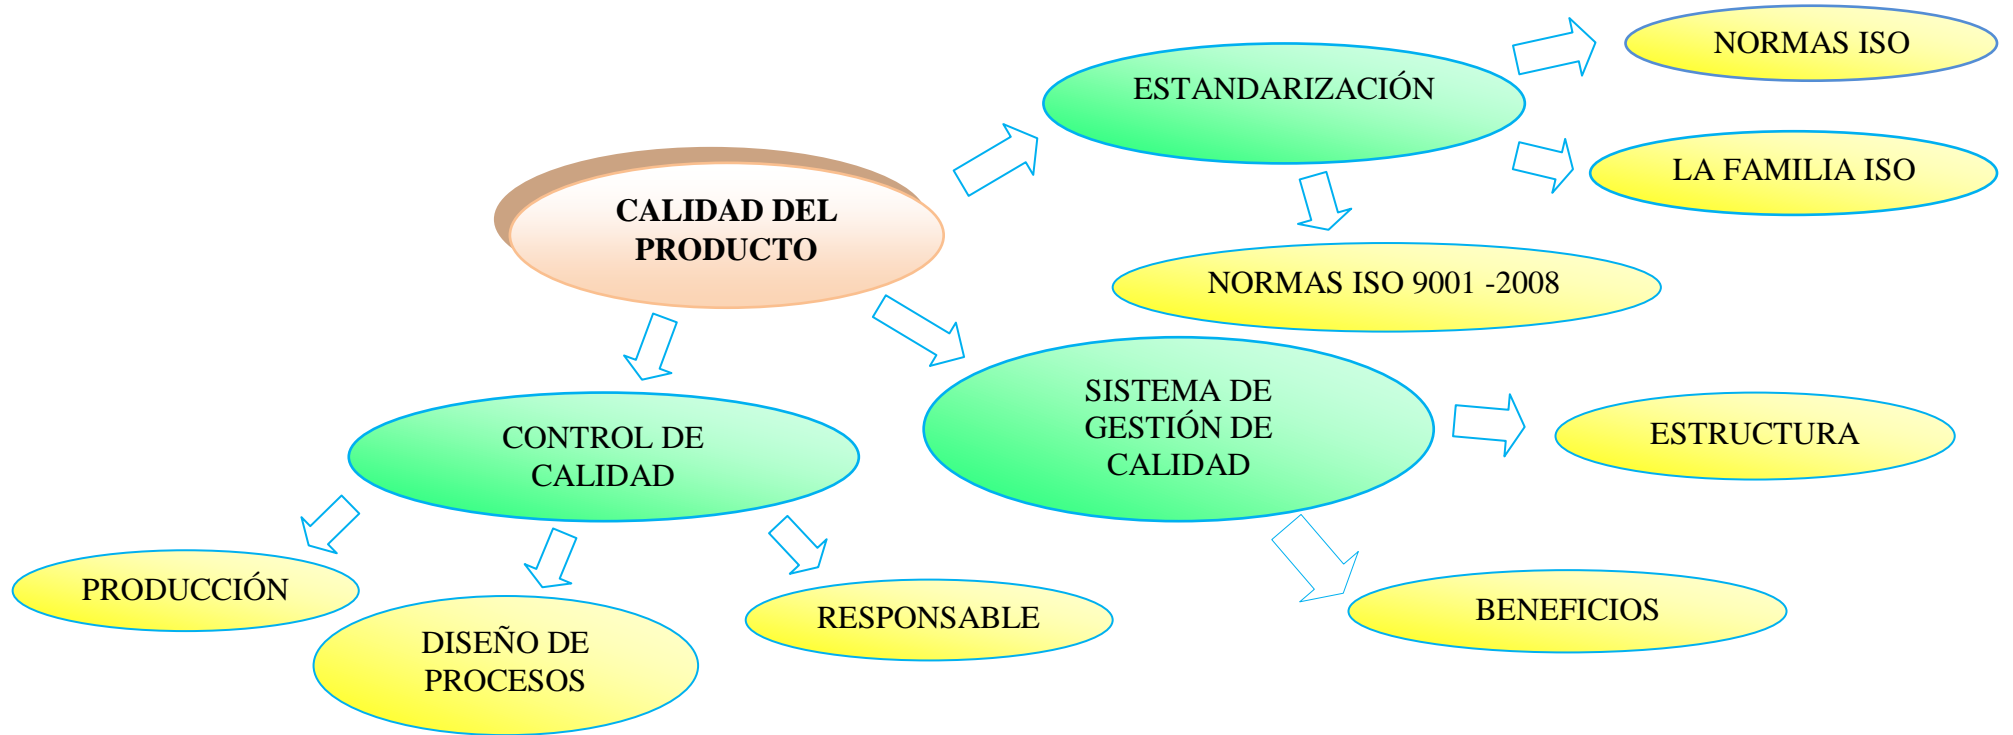 NORMAS ISO
ESTANDARIZACIÓN
LA FAMILIA ISO
CALIDAD DEL
PRODUCTO
NORMAS ISO 9001 -2008
SISTEMA DE
GESTIÓN DE
CALIDAD
ESTRUCTURA
CONTROL DE
CALIDAD
PRODUCCIÓN
DISEÑO DE
PROCESOS
RESPONSABLE
BENEFICIOS